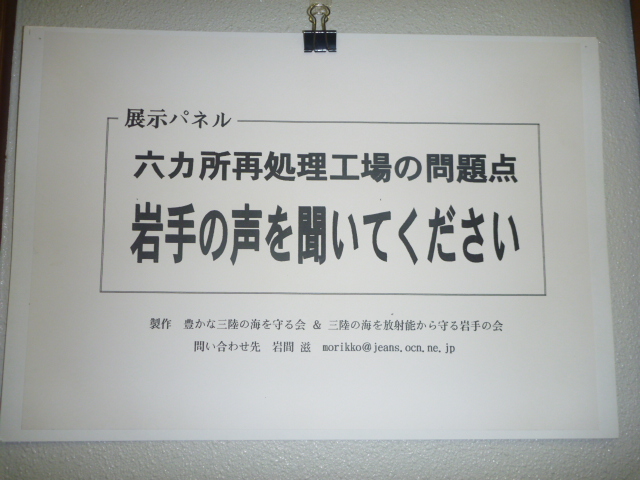 展示パネル
六カ所再処理工場の問題点
岩手の声を聞いてください
製作　豊かな三陸の海を守る会 & 三陸の海を放射能から守る岩手の会
問い合わせ先　岩間 滋　morikko@jeans.ocn.ne.jp